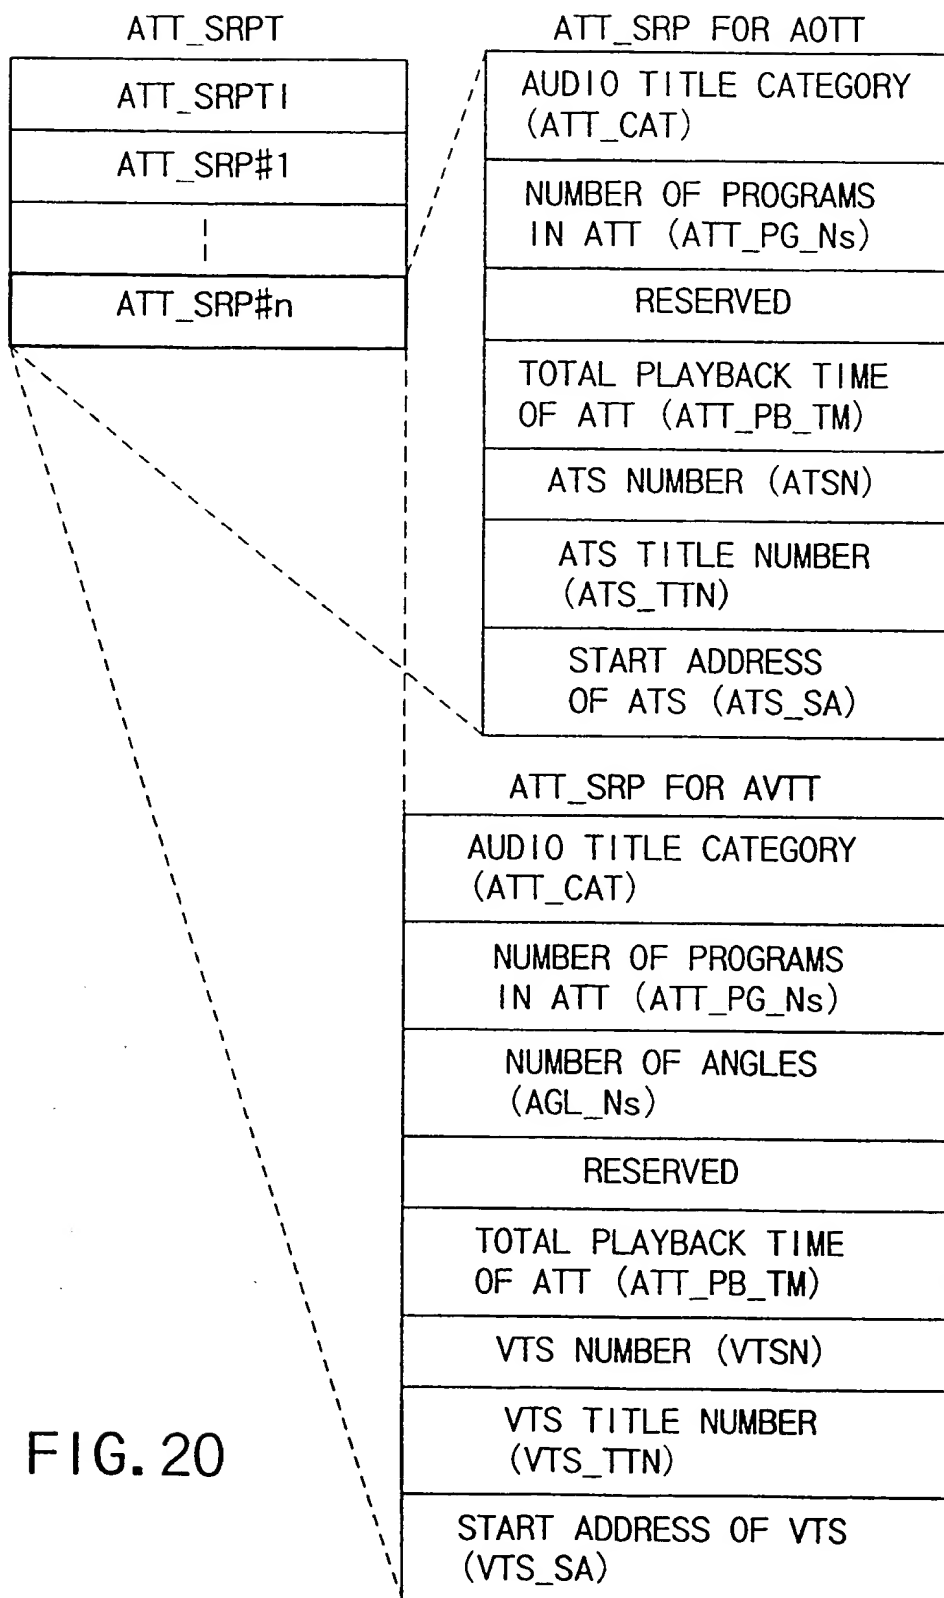 ATT_SRPT
ATT_SRPTI
ATT_SRP#1
ATT_SRP#n
ATT_SRP FOR AOTT
AUDIO TITLE CATEGORY
(ATT_CAT)
NUMBER OF PROGRAMS
IN ATT (ATT_PG_Ns)
RESERVED
TOTAL PLAYBACK TIME
OF ATT (ATT_PB_TM)
ATS NUMBER (ATSN)
ATS TITLE NUMBER
(ATS_TTN)
START ADDRESS
OF ATS (ATS_SA)
ATT_SRP FOR AVTT
AUDIO TITLE CATEGORY
(ATT_CAT)
NUMBER OF PROGRAMS
IN ATT (ATT_PG_Ns)
NUMBER OF ANGLES
(AGL_Ns)
RESERVED
TOTAL PLAYBACK TIME
OF ATT (ATT_PB_TM)
VTS NUMBER (VTSN)
VTS TITLE NUMBER
(VTS_TTN)
START ADDRESS OF VTS
(VTS_SA)
FIG. 20